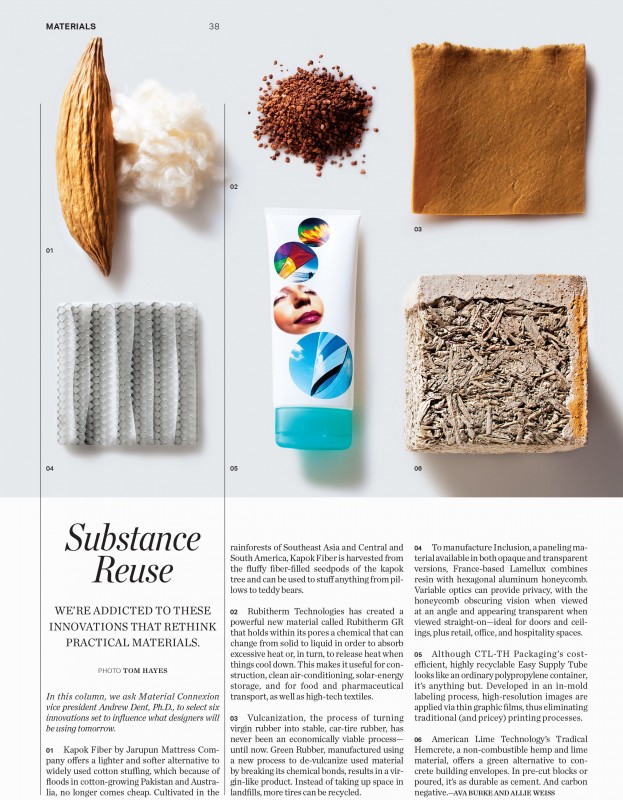 MATERIALS
38
01
02
03
04
05
06
Substance
Reuse
WE'RE ADDICTED TO THESE
INNOVATIONS THAT RETHINK
PRACTICAL MATERIALS.
PHOTO TOM HAYES
In this column, we ask Material Connexion
vice president Andrew Dent, Ph.D., to select six
innovations set to influence what designers will
be using tomorrow.
01 Kapok Fiber by Jarupun Mattress Com-
pany offers a lighter and softer alternative to
widely used cotton stuffing, which because of
floods in cotton-growing Pakistan and Austra-
lia, no longer comes cheap. Cultivated in the
rainforests of Southeast Asia and Central and
South America, Kapok Fiber is harvested from
the fluffy fiber-filled seedpods of the kapok
tree and can be used to stuff anything from pil-
lows to teddy bears.
02 Rubitherm Technologies has created a
powerful new material called Rubitherm GR
that holds within its pores a chemical that can
change from solid to liquid in order to absorb
excessive heat or, in turn, to release heat when
things cool down. This makes it useful for con-
struction, clean air-conditioning, solar-energy
storage, and for food and pharmaceutical
transport, as well as high-tech textiles.
03 Vulcanization, the process of turning
virgin rubber into stable, car-tire rubber, has
never been an economically viable process—
until now. Green Rubber, manufactured using
a new process to de-vulcanize used material
by breaking its chemical bonds, results in a vir-
gin-like product. Instead of taking up space in
landfills, more tires can be recycled.
04 To manufacture Inclusion, a paneling ma-
terial available in both opaque and transparent
versions, France-based Lamellux combines
resin with hexagonal aluminum honeycomb.
Variable optics can provide privacy, with the
honeycomb obscuring vision when viewed
at an angle and appearing transparent when
viewed straight-on—ideal for doors and ceil-
ings, plus retail, office, and hospitality spaces.
05 Although CTL-TH Packaging's cost-
efficient, highly recyclable Easy Supply Tube
looks like an ordinary polypropylene container,
it's anything but. Developed in an in-mold
labeling process, high-resolution images are
applied via thin graphic films, thus eliminating
traditional (and pricey) printing processes.
06 American Lime Technology's Tradical
Hemcrete, a non-combustible hemp and lime
material, offers a green alternative to con-
crete building envelopes. In pre-cut blocks or
poured, it's as durable as cement. And carbon
negative.—AVA BURKE AND ALLIE WEISS